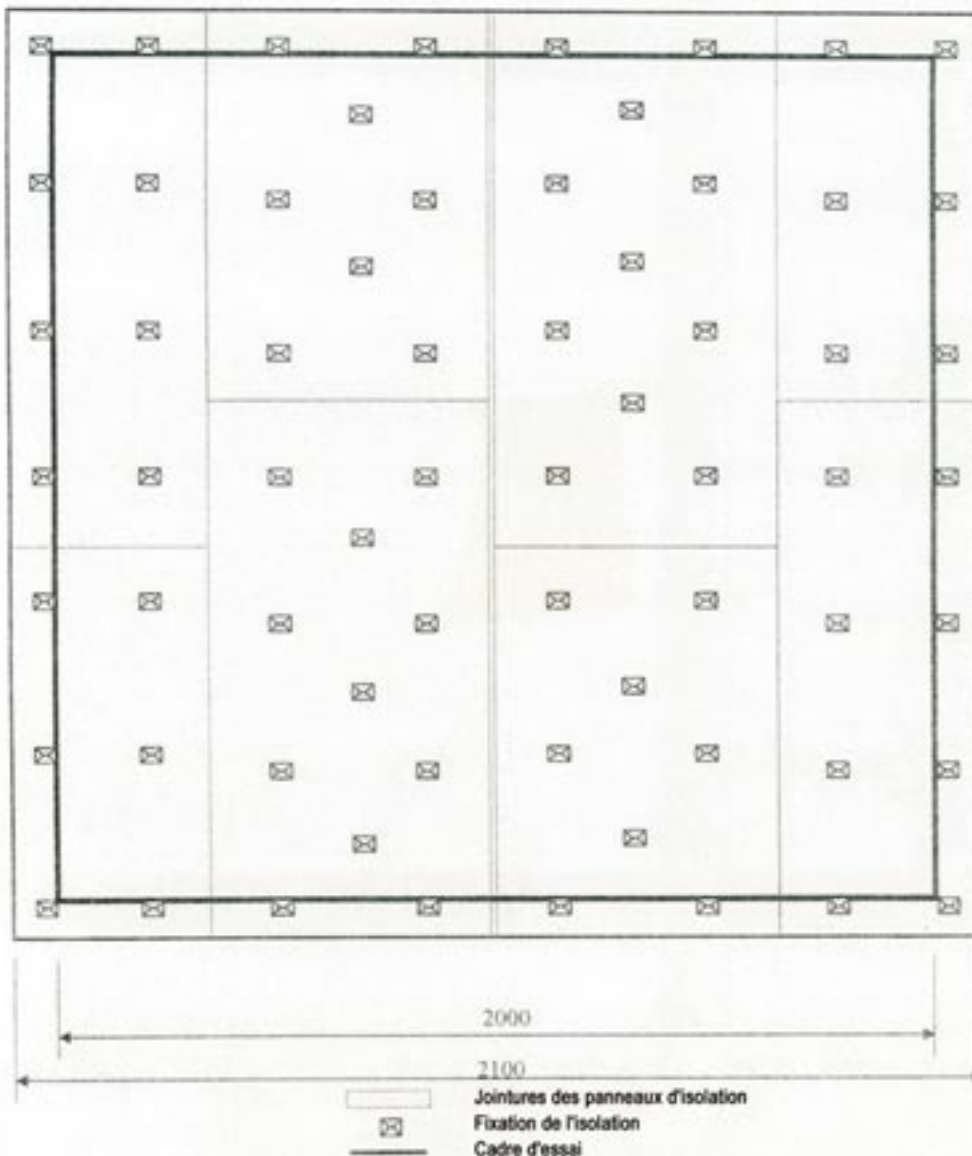 2000
2100
Jointures des panneaux d'isolation
Fixation de l'isolation
Cadre d'essai